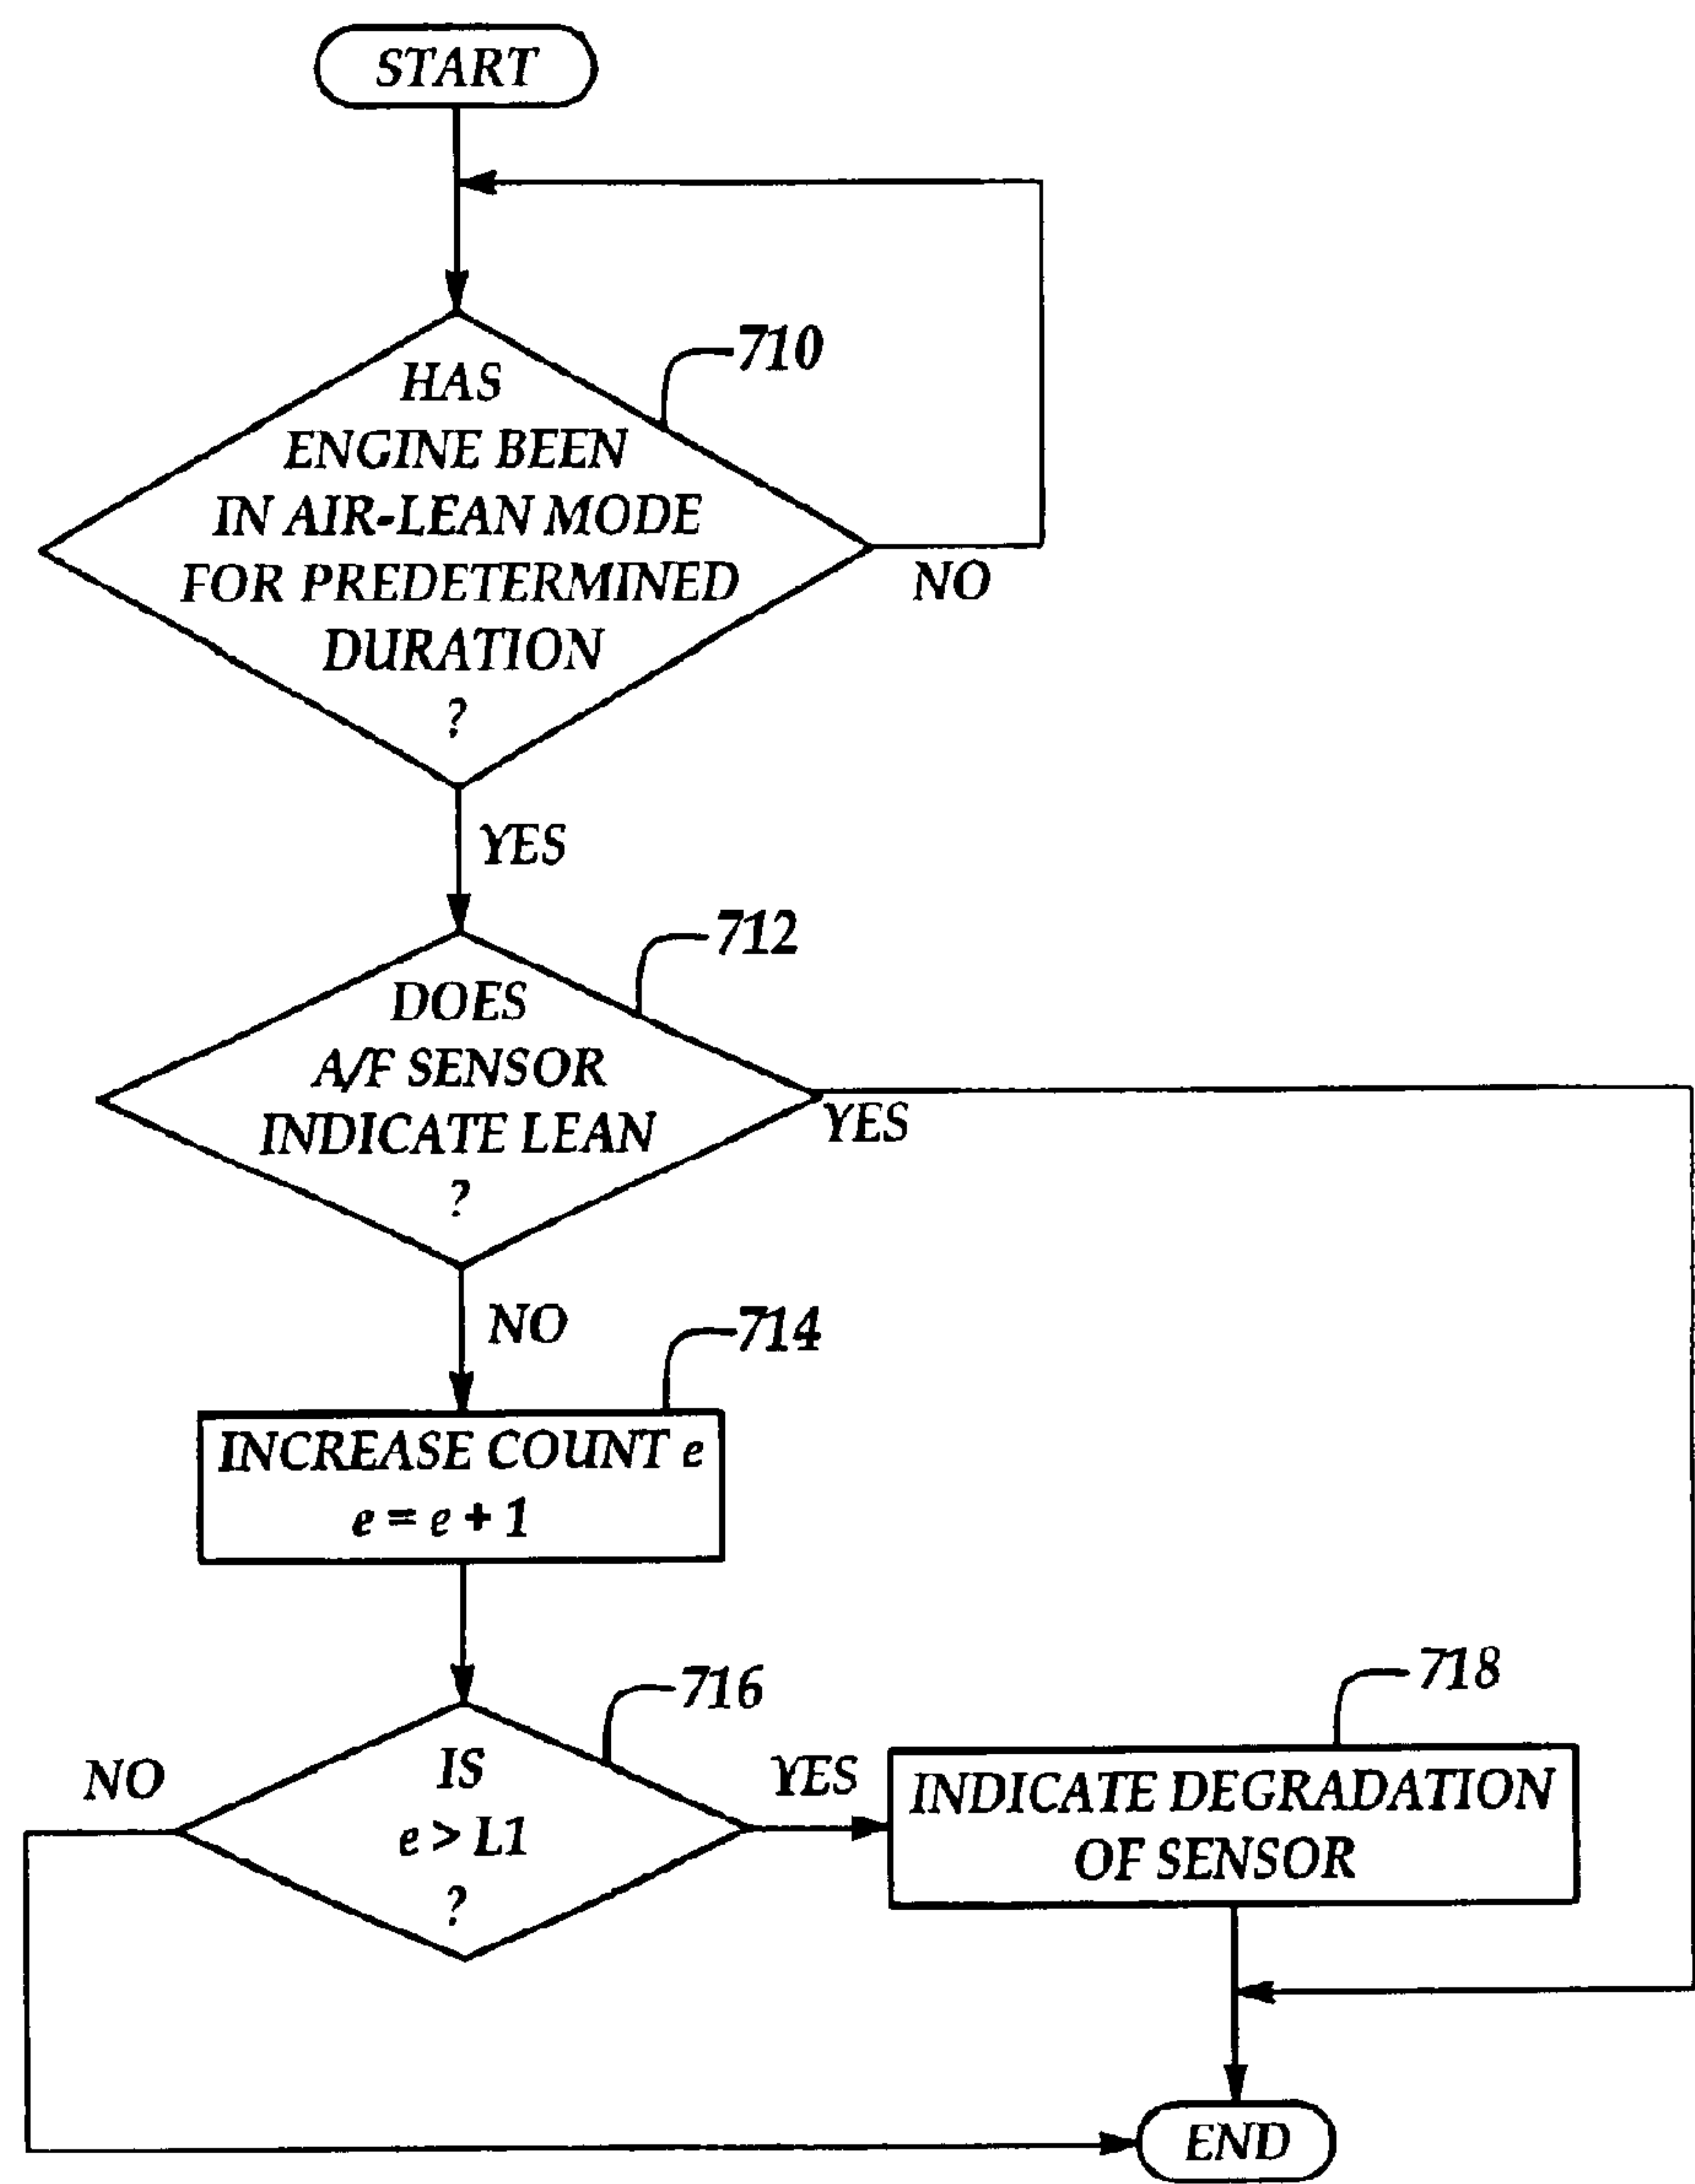 START
710
HAS
ENGINE BEEN
IN AIR-LEAN MODE
FOR PREDETERMINED
DURATION
?
NO
YES
712
DOES
A/F SENSOR
INDICATE LEAN
?
YES
NO
714
INCREASE COUNT e
e = e + 1
716
718
NO
IS
e > L1
?
YES
INDICATE DEGRADATION
OF SENSOR
END